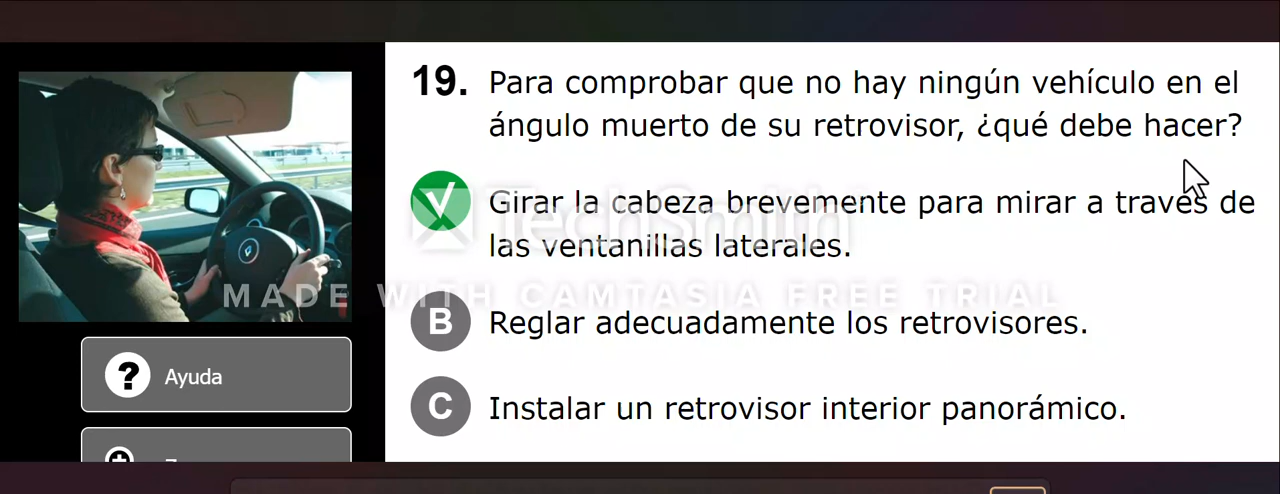 19. Para comprobar que no hay ningún vehículo en el
ángulo muerto de su retrovisor, ¿qué debe hacer?
Girar la cabeza brevemente para mirar a través de
las ventanillas laterales.
TechSmith
MADE WITH CAMTASIA FREE TRIAL
B Reglar adecuadamente los retrovisores.
? Ayuda
C Instalar un retrovisor interior panorámico.